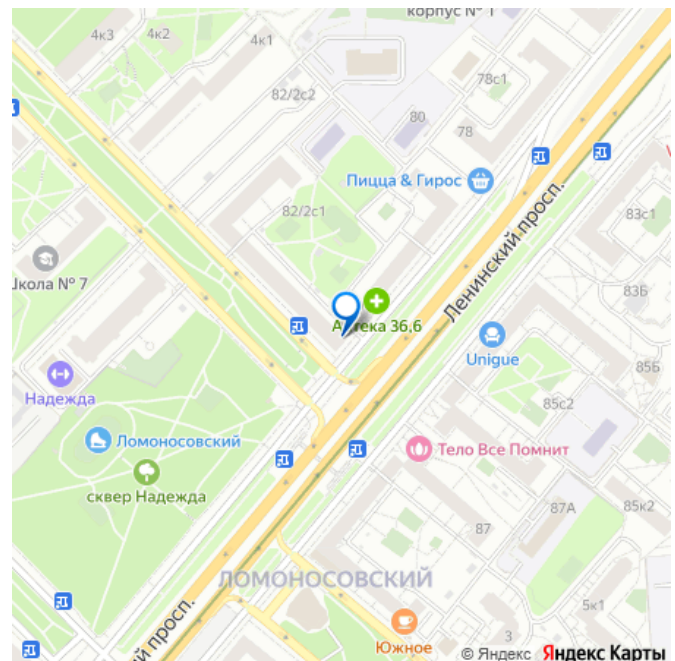 корпус № 1
4к3
4к2
4к1
78с1
82/2с2
80
78
Пицца & Гирос
82/2с1
Ленинский просп.
83с1
Школа № 7
83Б
Аптека 36,6
Unigue
85Б
Надежда
85с2
Ломоносовский
Тело Все Помнит
сквер Надежда
87А
85к2
87
ЛОМОНОСОВСКИЙ
5к1
Южное
3
просп.
© Яндекс Яндекс Карты